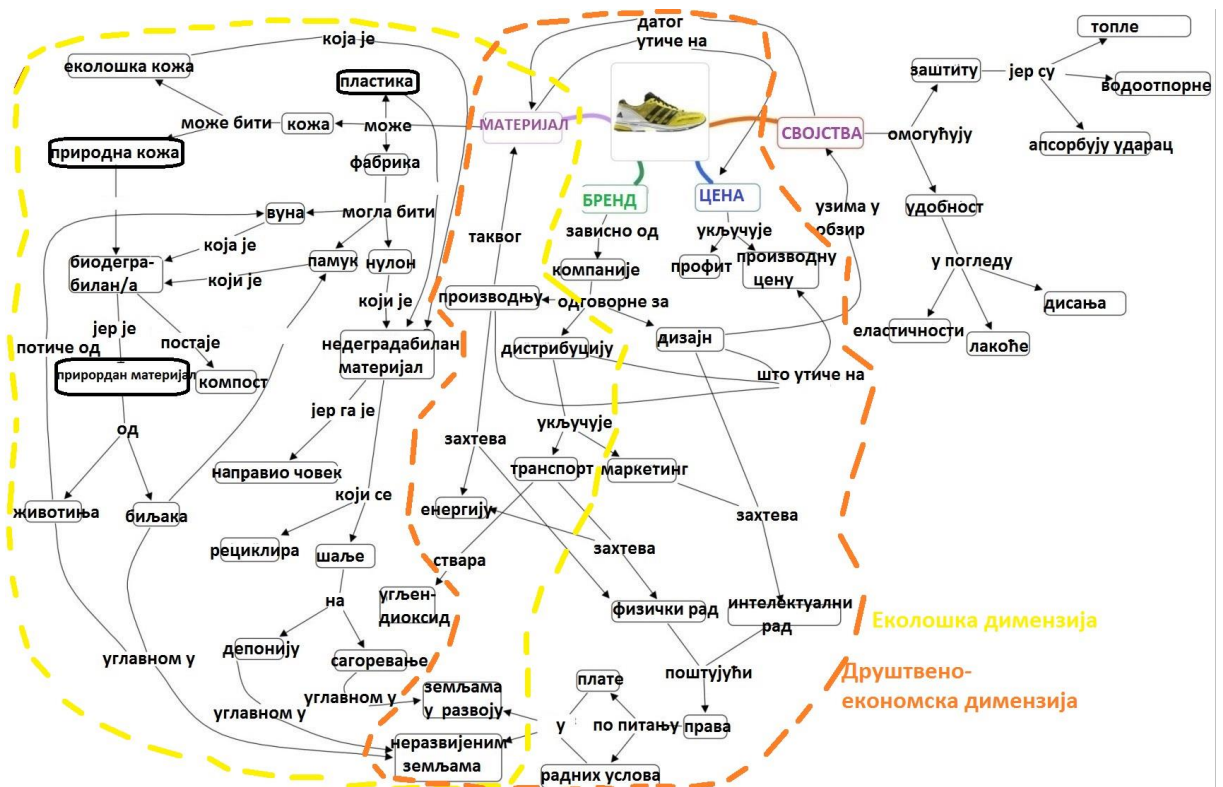 датог
утиче на
која је
еколошка кожа
пластика
топле
заштиту
јер су
водоотпорне
може бити
кожа
може
МАТЕРИЈАЛ
СВОЈСТВА
омогућују
апсорбују ударац
природна кожа
фабрика
БРЕНД
ЦЕНА
вуна
могла бити
узима у
обзир
удобност
зависно од
укључује
таквог
која је
биодегра-
билан/а
који је
памук
нулон
компаније
профит
производну
цену
у погледу
производњу
одговорне за
дисања
који је
јер је
постаје
потиче од
недеградабилан
материјал
дистрибуцију
дизајн
еластичности
лакоће
прирордан материјал
компост
што утиче на
јер га је
од
укључује
захтева
направио човек
транспорт
маркетинг
који се
животиња
биљака
енергију
захтева
рециклира
шаље
ствара
захтева
на
угљен-
диоксид
физички рад
интелектуални
рад
Еколошка димензија
депонију
сагоревање
углавном у
поштујући
Друштвено-
економска димензија
углавном у
углавном у
земљама
у развоју
плате
у
по питању
права
неразвијеним
земљама
радних услова